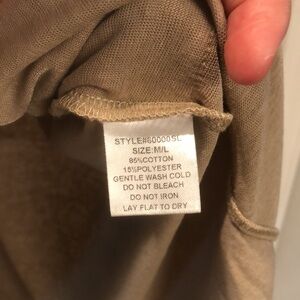 STYLE#60000SL
SIZE:M/L
85%COTTON
15%POLYESTER
GENTLE WASH COLD
DO NOT BLEACH
DO NOT IRON
LAY FLAT TO DRY